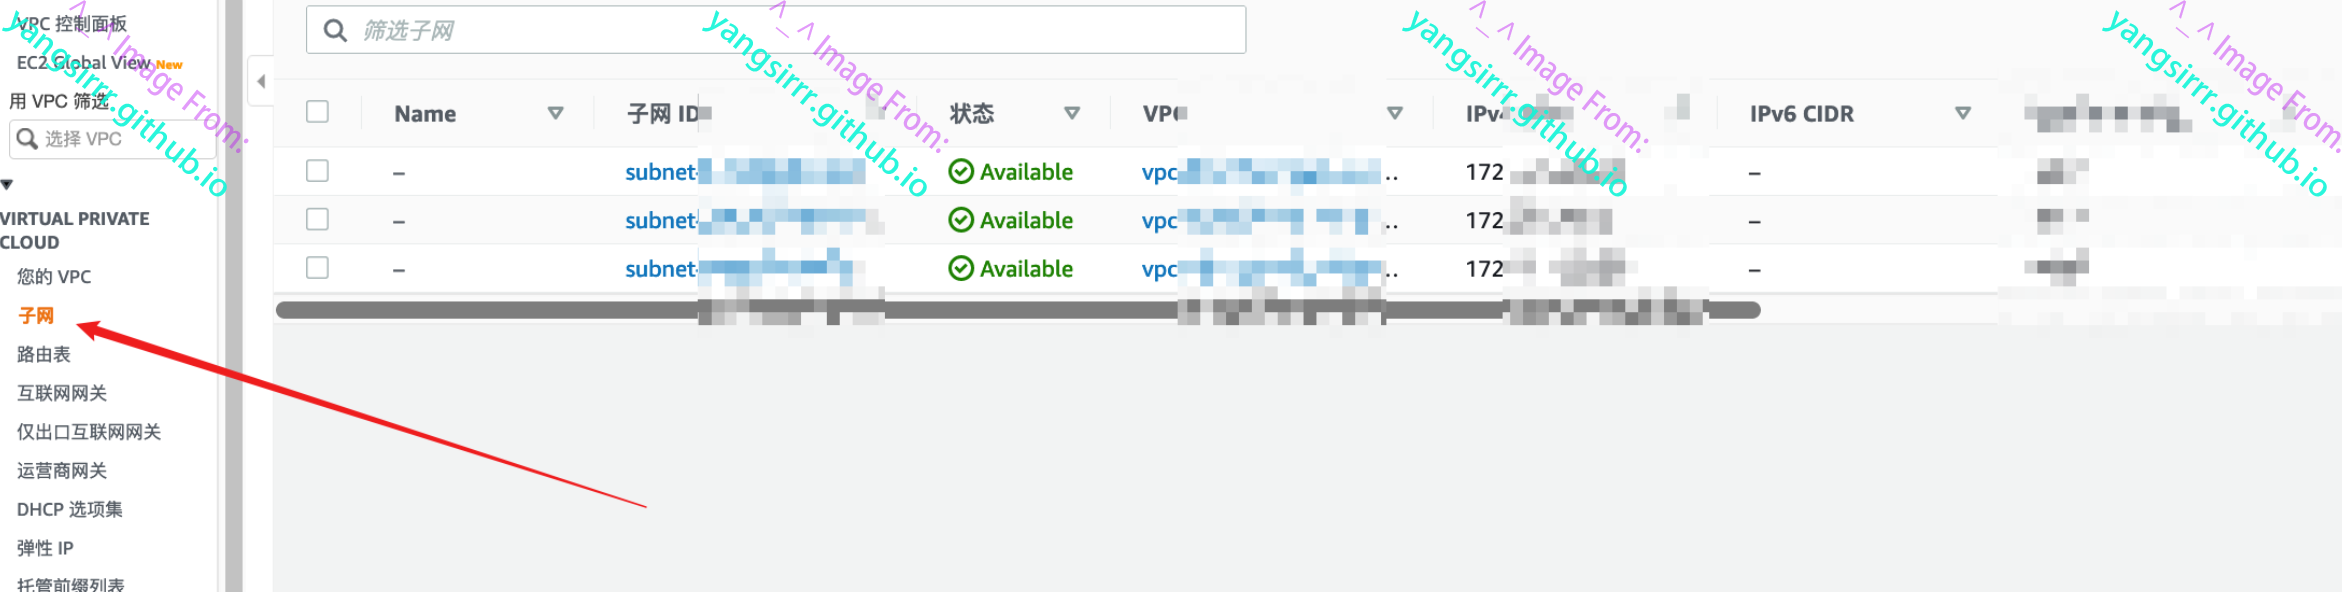 VPC 控制面板
EC2 Global View New
用 VPC 筛选
选择 VPC
VIRTUAL PRIVATE
CLOUD
您的 VPC
子网
路由表
互联网网关
仅出口互联网网关
运营商网关
DHCP 选项集
弹性 IP
托管前缀列表
筛选子网
Name 子网 ID 状态 VPC IPv4 IPv6 CIDR
– subnet- Available vpc .. 172 –
– subnet- Available vpc .. 172 –
– subnet- Available vpc .. 172 –
^_^ Image From:
yangsirrr.github.io
^_^ Image From:
yangsirrr.github.io
^_^ Image From:
yangsirrr.github.io
^_^ Image From:
yangsirrr.github.io